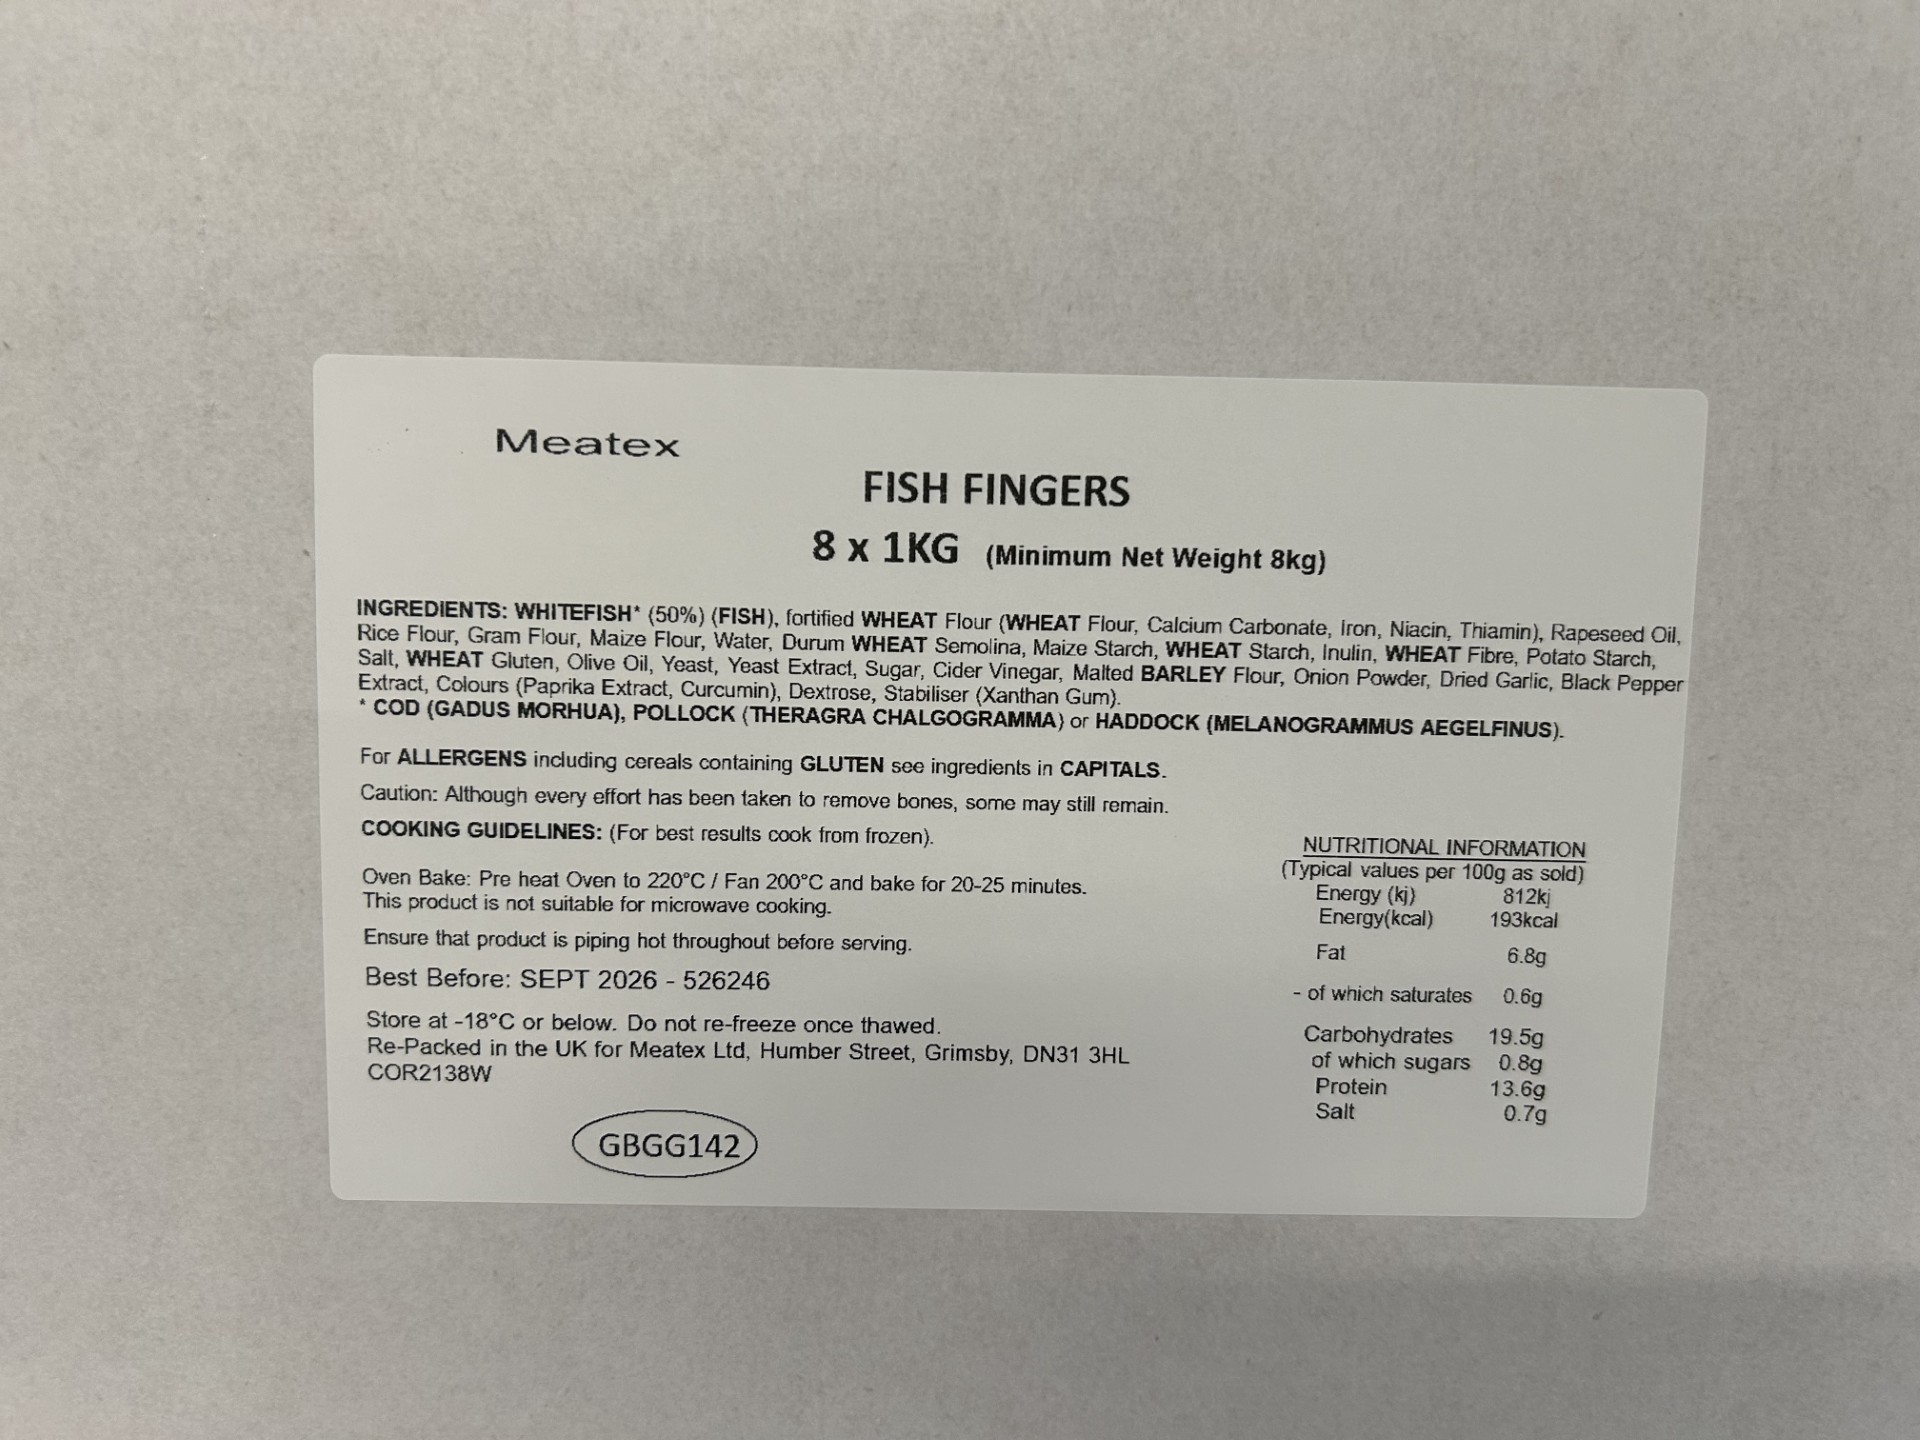 Meatex
FISH FINGERS
8 x 1KG (Minimum Net Weight 8kg)
INGREDIENTS: WHITEFISH* (50%) (FISH), fortified WHEAT Flour (WHEAT Flour, Calcium Carbonate, Iron, Niacin, Thiamin), Rapeseed Oil,
Rice Flour, Gram Flour, Maize Flour, Water, Durum WHEAT Semolina, Maize Starch, WHEAT Starch, Inulin, WHEAT Fibre, Potato Starch,
Salt, WHEAT Gluten, Olive Oil, Yeast, Yeast Extract, Sugar, Cider Vinegar, Malted BARLEY Flour, Onion Powder, Dried Garlic, Black Pepper
Extract, Colours (Paprika Extract, Curcumin), Dextrose, Stabiliser (Xanthan Gum).
* COD (GADUS MORHUA), POLLOCK (THERAGRA CHALGOGRAMMA) or HADDOCK (MELANOGRAMMUS AEGELFINUS).
For ALLERGENS including cereals containing GLUTEN see ingredients in CAPITALS.
Caution: Although every effort has been taken to remove bones, some may still remain.
COOKING GUIDELINES: (For best results cook from frozen).
Oven Bake: Pre heat Oven to 220°C / Fan 200°C and bake for 20-25 minutes.
This product is not suitable for microwave cooking.
Ensure that product is piping hot throughout before serving.
Best Before: SEPT 2026 - 526246
Store at -18°C or below. Do not re-freeze once thawed.
Re-Packed in the UK for Meatex Ltd, Humber Street, Grimsby, DN31 3HL
COR2138W
GBGG142
NUTRITIONAL INFORMATION
(Typical values per 100g as sold)
Energy (kj) 812kj
Energy(kcal) 193kcal
Fat 6.8g
- of which saturates 0.6g
Carbohydrates 19.5g
of which sugars 0.8g
Protein 13.6g
Salt 0.7g